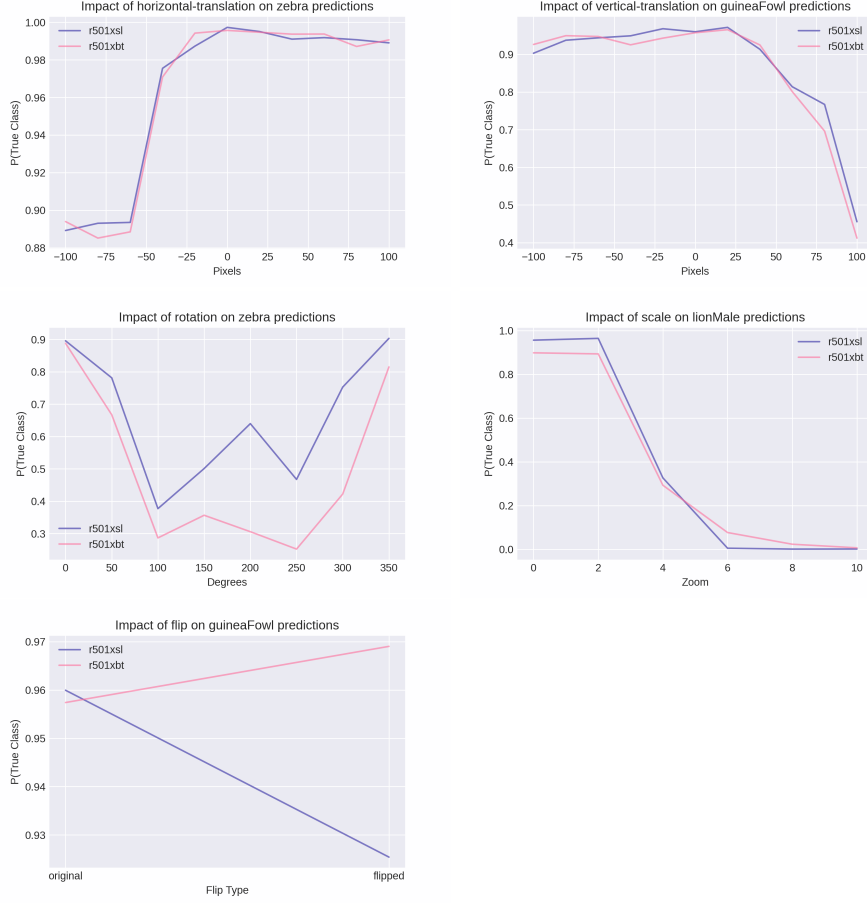 Impact of horizontal-translation on zebra predictions
r501xsl
r501xbt
P(True Class)
1.00
0.98
0.96
0.94
0.92
0.90
0.88
−100 −75 −50 −25 0 25 50 75 100
Pixels
Impact of vertical-translation on guineaFowl predictions
r501xsl
r501xbt
P(True Class)
0.9
0.8
0.7
0.6
0.5
0.4
−100 −75 −50 −25 0 25 50 75 100
Pixels
Impact of rotation on zebra predictions
P(True Class)
0.9
0.8
0.7
0.6
0.5
0.4
0.3
r501xsl
r501xbt
0 50 100 150 200 250 300 350
Degrees
Impact of scale on lionMale predictions
r501xsl
r501xbt
P(True Class)
1.0
0.8
0.6
0.4
0.2
0.0
0 2 4 6 8 10
Zoom
Impact of flip on guineaFowl predictions
r501xsl
r501xbt
P(True Class)
0.97
0.96
0.95
0.94
0.93
original flipped
Flip Type